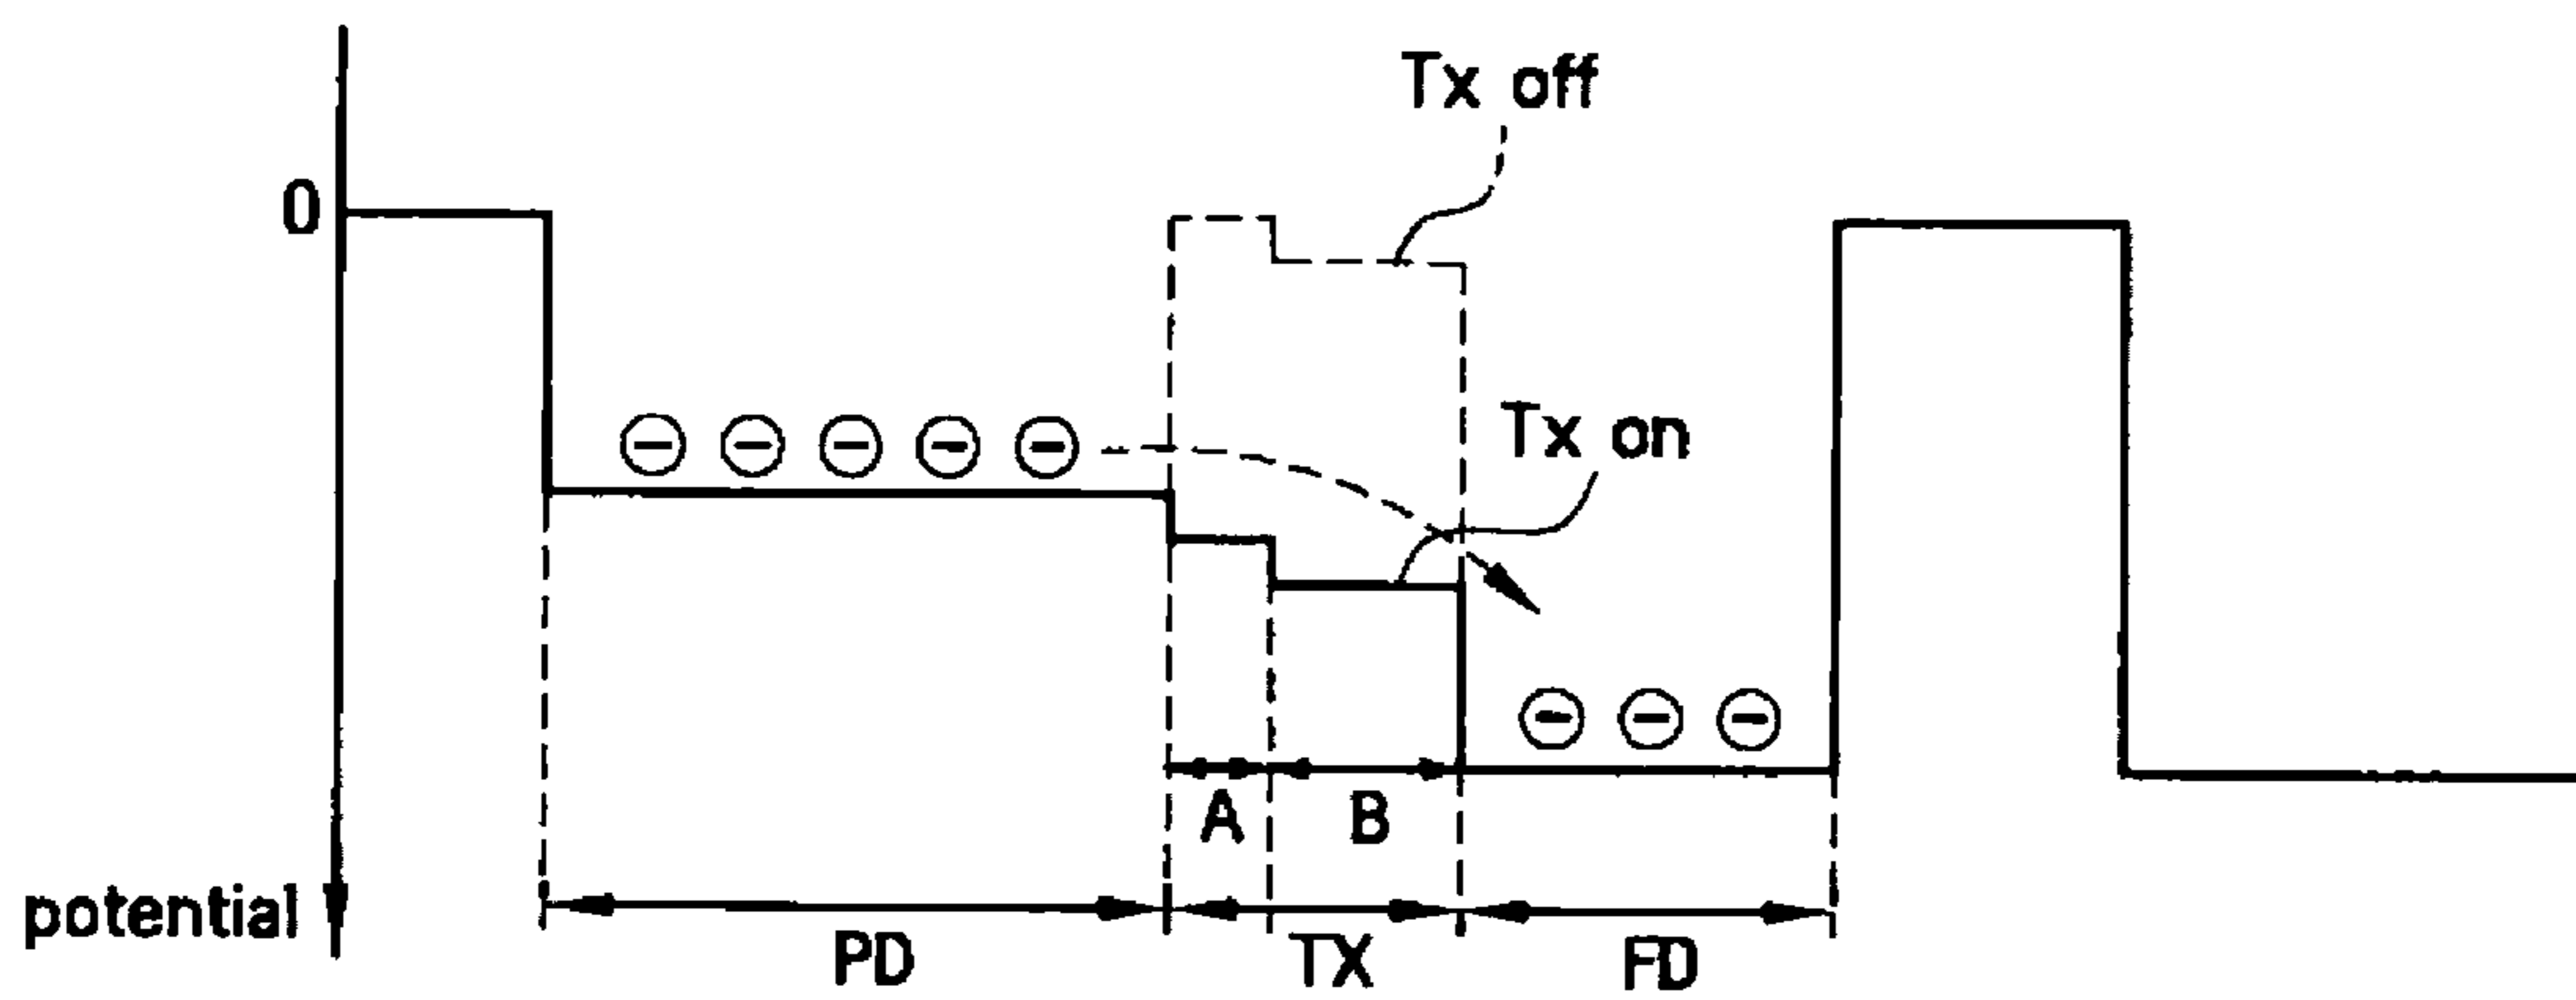 Tx off
0
Tx on
A
B
potential
PD
TX
FD